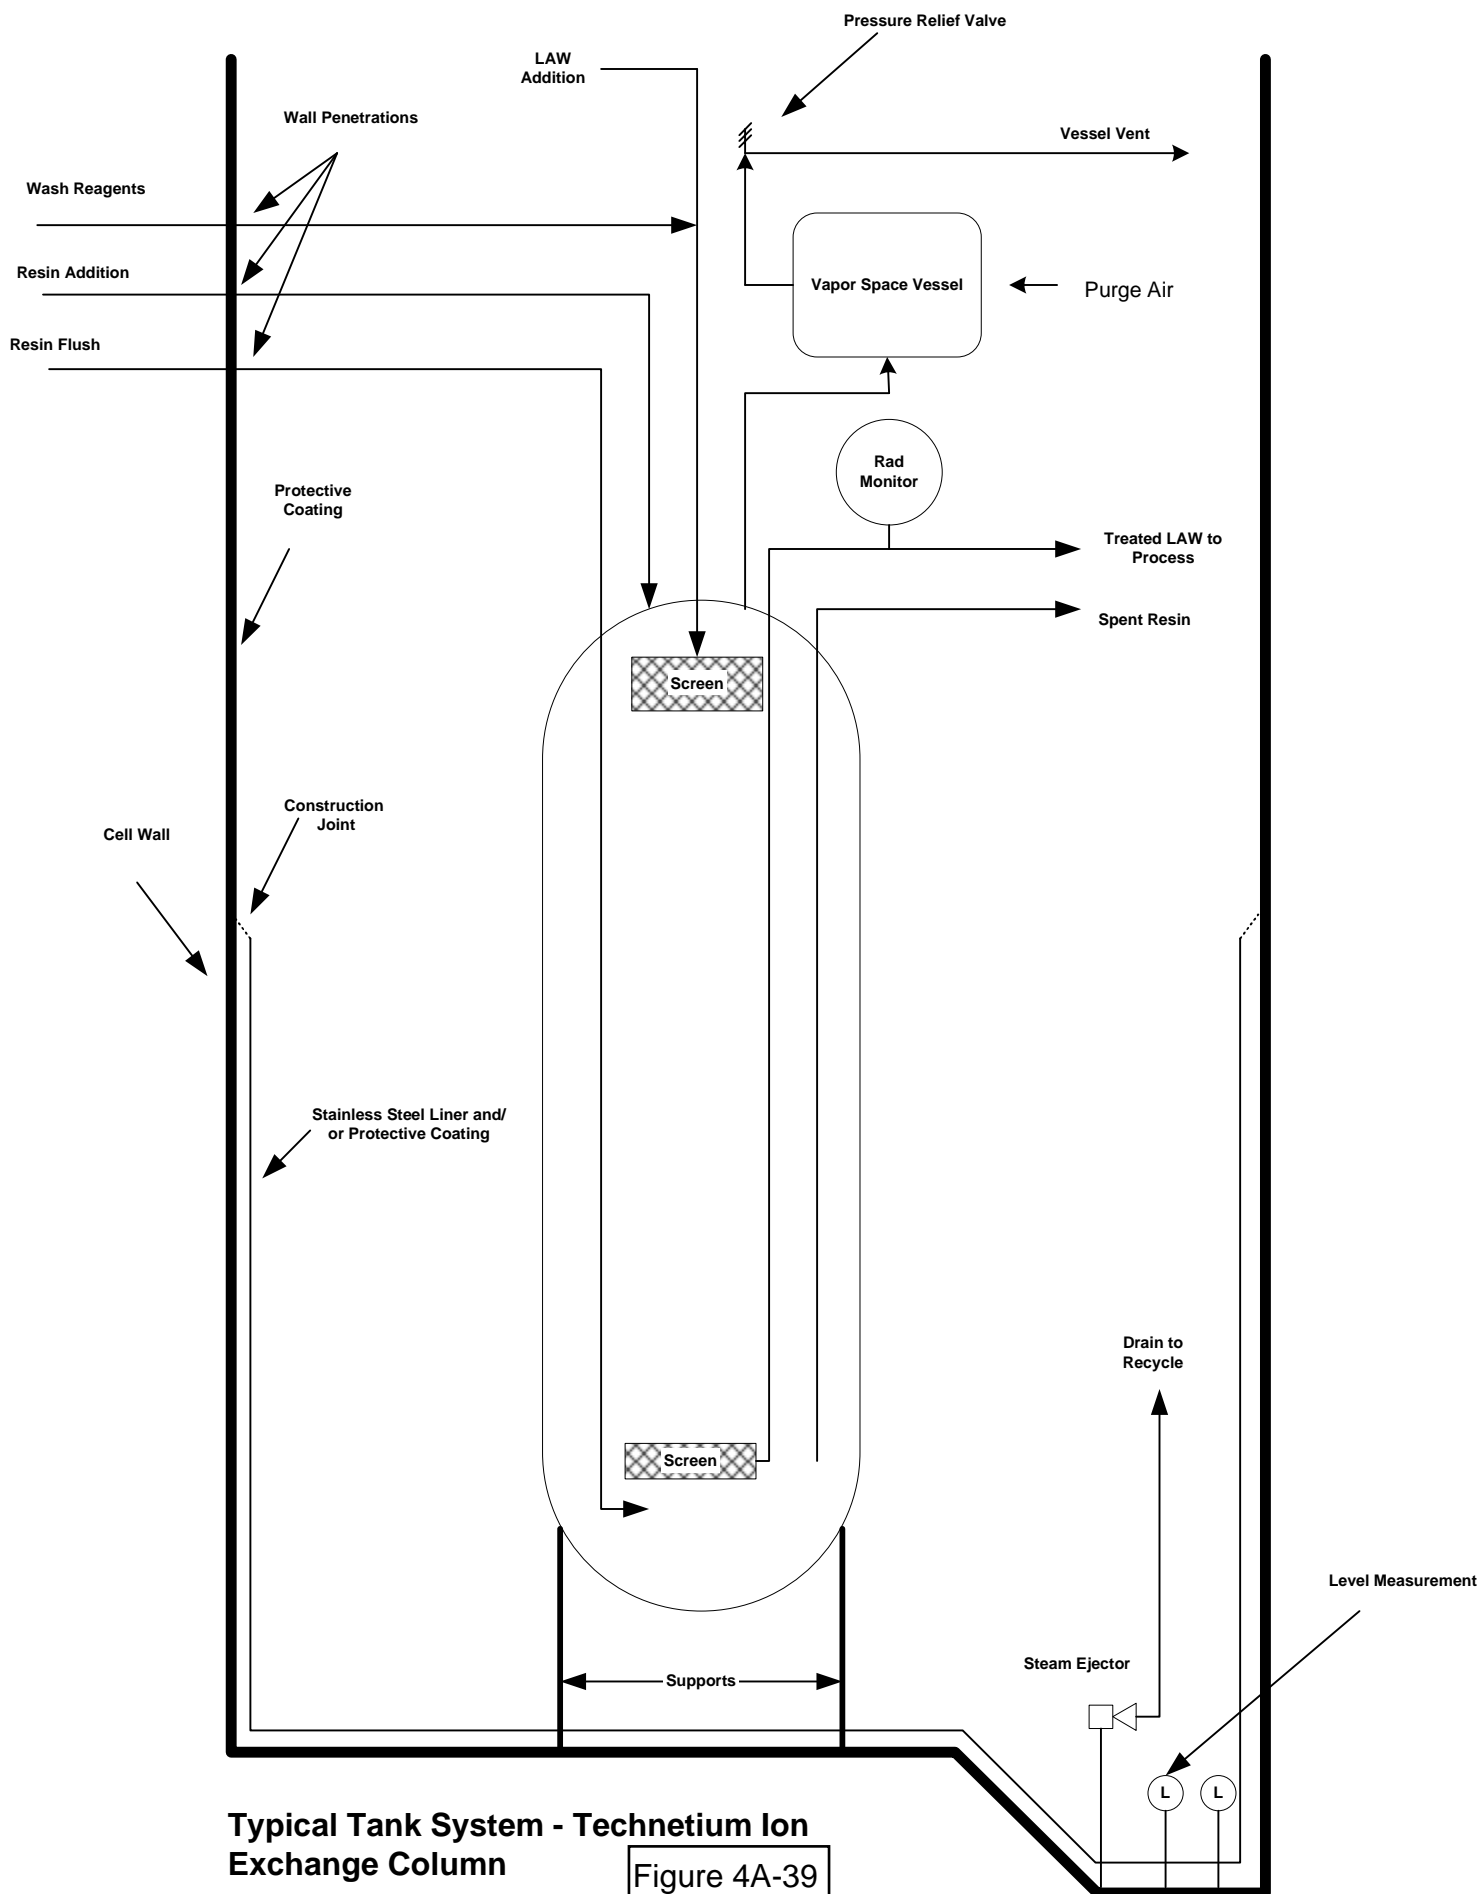 Pressure Relief Valve
LAW
Addition
Wall Penetrations
Vessel Vent
Wash Reagents
Resin Addition
Vapor Space Vessel
Purge Air
Resin Flush
Rad
Monitor
Protective
Coating
Treated LAW to
Process
Spent Resin
Screen
Construction
Joint
Cell Wall
Stainless Steel Liner and/
or Protective Coating
Drain to
Recycle
Screen
Level Measurement
Steam Ejector
Supports
L
L
Typical Tank System - Technetium Ion
Exchange Column
Figure 4A-39